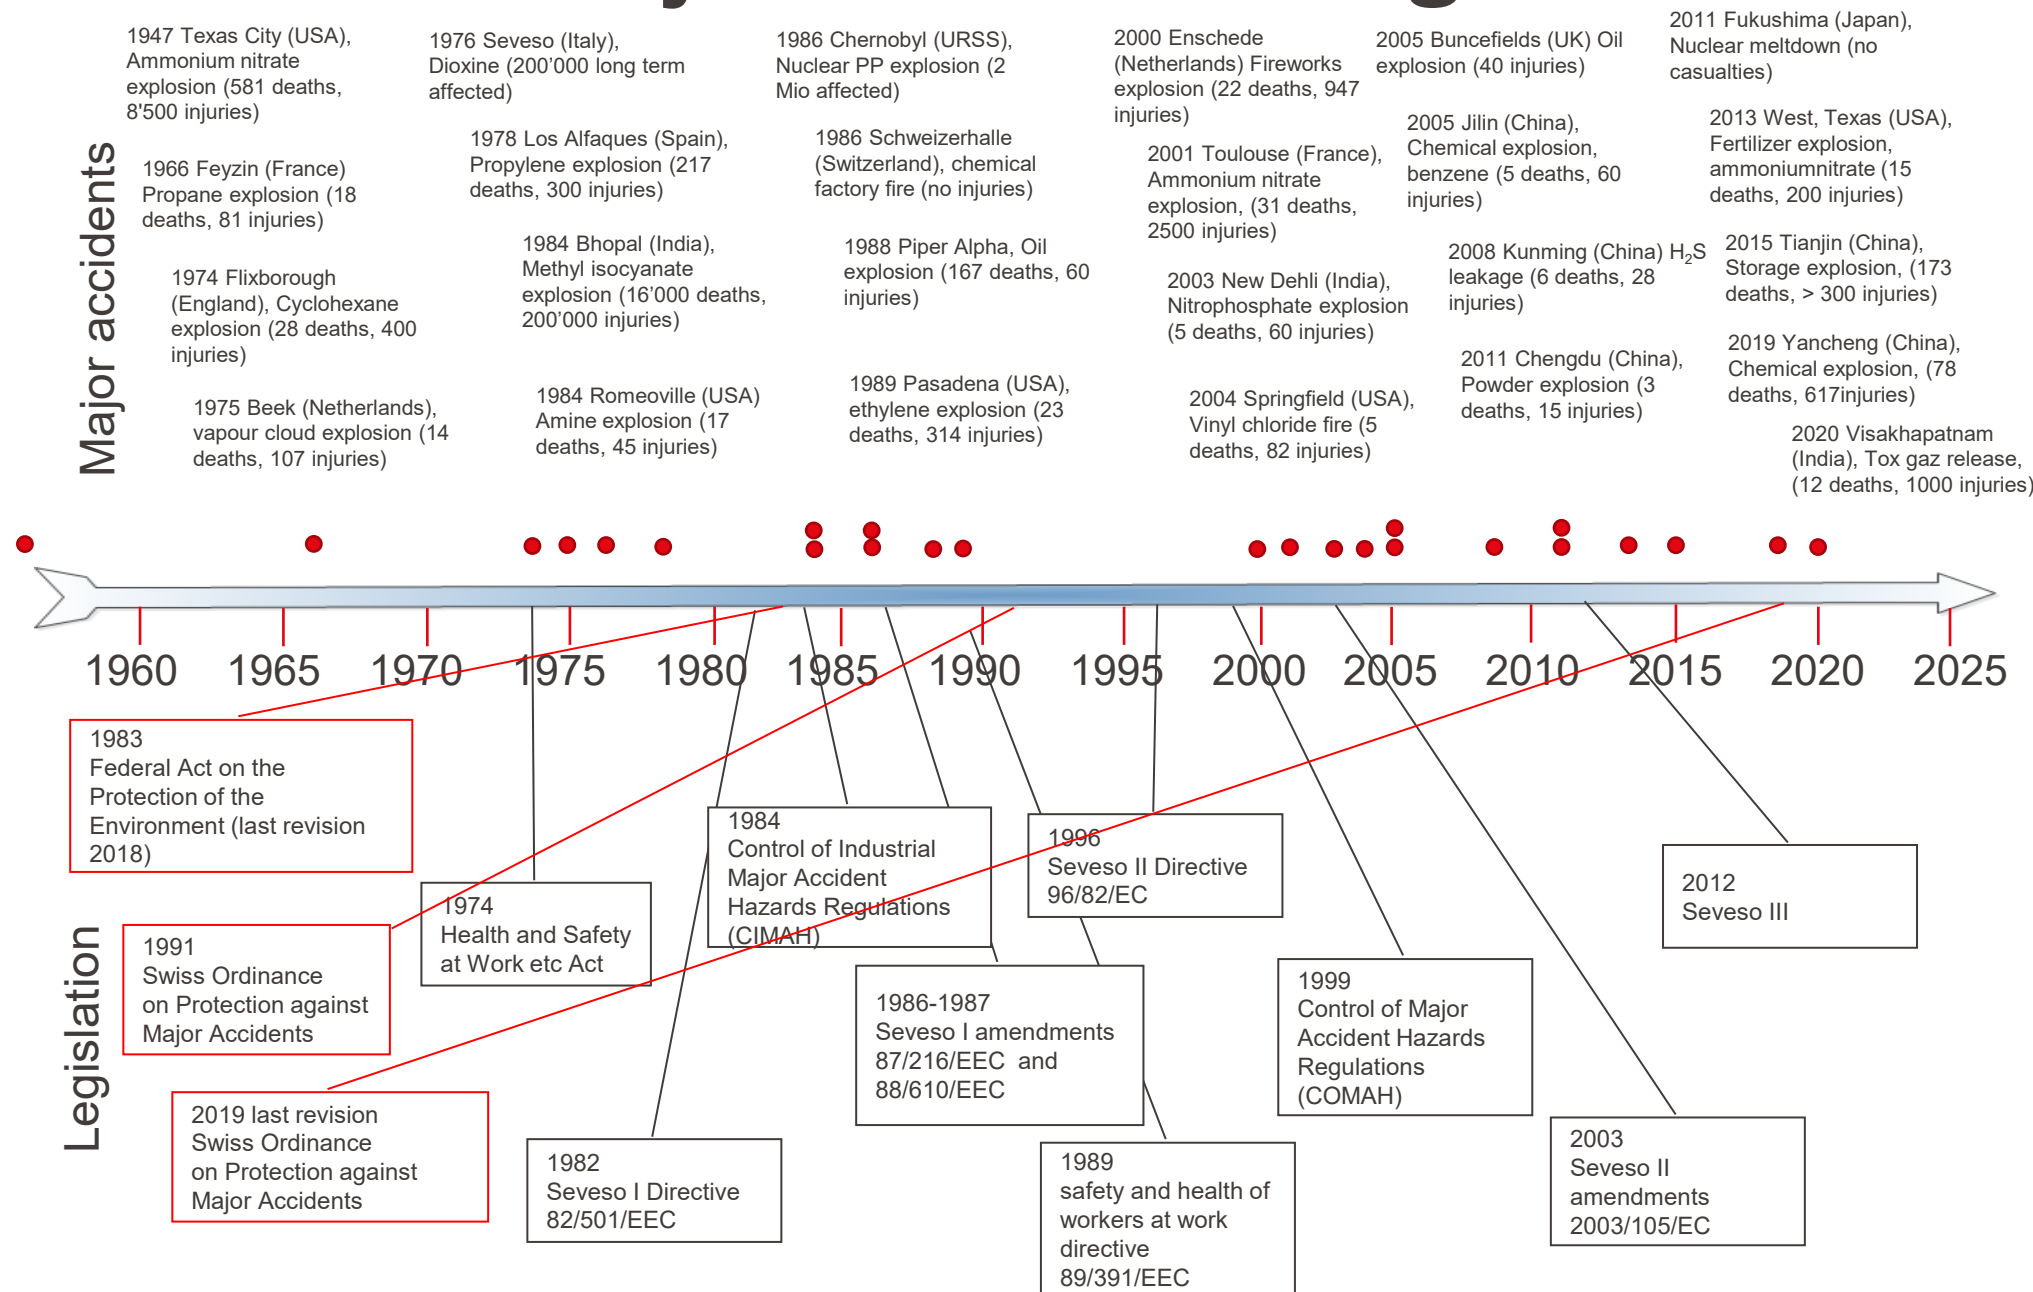 1947 Texas City (USA),
Ammonium nitrate
explosion (581 deaths,
8'500 injuries)
1966 Feyzin (France)
Propane explosion (18
deaths, 81 injuries)
1974 Flixborough
(England), Cyclohexane
explosion (28 deaths, 400
injuries)
1975 Beek (Netherlands),
vapour cloud explosion (14
deaths, 107 injuries)
1976 Seveso (Italy),
Dioxine (200’000 long term
affected)
1978 Los Alfaques (Spain),
Propylene explosion (217
deaths, 300 injuries)
1984 Bhopal (India),
Methyl isocyanate
explosion (16’000 deaths,
200’000 injuries)
1984 Romeoville (USA)
Amine explosion (17
deaths, 45 injuries)
1986 Chernobyl (URSS),
Nuclear PP explosion (2
Mio affected)
1986 Schweizerhalle
(Switzerland), chemical
factory fire (no injuries)
1988 Piper Alpha, Oil
explosion (167 deaths, 60
injuries)
1989 Pasadena (USA),
ethylene explosion (23
deaths, 314 injuries)
2000 Enschede
(Netherlands) Fireworks
explosion (22 deaths, 947
injuries)
2001 Toulouse (France),
Ammonium nitrate
explosion, (31 deaths,
2500 injuries)
2003 New Dehli (India),
Nitrophosphate explosion
(5 deaths, 60 injuries)
2004 Springfield (USA),
Vinyl chloride fire (5
deaths, 82 injuries)
2005 Buncefields (UK) Oil
explosion (40 injuries)
2005 Jilin (China),
Chemical explosion,
benzene (5 deaths, 60
injuries)
2008 Kunming (China) H₂S
leakage (6 deaths, 28
injuries)
2011 Chengdu (China),
Powder explosion (3
deaths, 15 injuries)
2011 Fukushima (Japan),
Nuclear meltdown (no
casualties)
2013 West, Texas (USA),
Fertilizer explosion,
ammoniumnitrate (15
deaths, 200 injuries)
2015 Tianjin (China),
Storage explosion, (173
deaths, > 300 injuries)
2019 Yancheng (China),
Chemical explosion, (78
deaths, 617injuries)
2020 Visakhapatnam
(India), Tox gaz release,
(12 deaths, 1000 injuries)
Major accidents
1960 1965 1970 1975 1980 1985 1990 1995 2000 2005 2010 2015 2020 2025
Legislation
1983
Federal Act on the
Protection of the
Environment (last revision
2018)
1991
Swiss Ordinance
on Protection against
Major Accidents
2019 last revision
Swiss Ordinance
on Protection against
Major Accidents
1974
Health and Safety
at Work etc Act
1982
Seveso I Directive
82/501/EEC
1984
Control of Industrial
Major Accident
Hazards Regulations
(CIMAH)
1986-1987
Seveso I amendments
87/216/EEC  and
88/610/EEC
1996
Seveso II Directive
96/82/EC
1989
safety and health of
workers at work
directive
89/391/EEC
1999
Control of Major
Accident Hazards
Regulations
(COMAH)
2003
Seveso II
amendments
2003/105/EC
2012
Seveso III